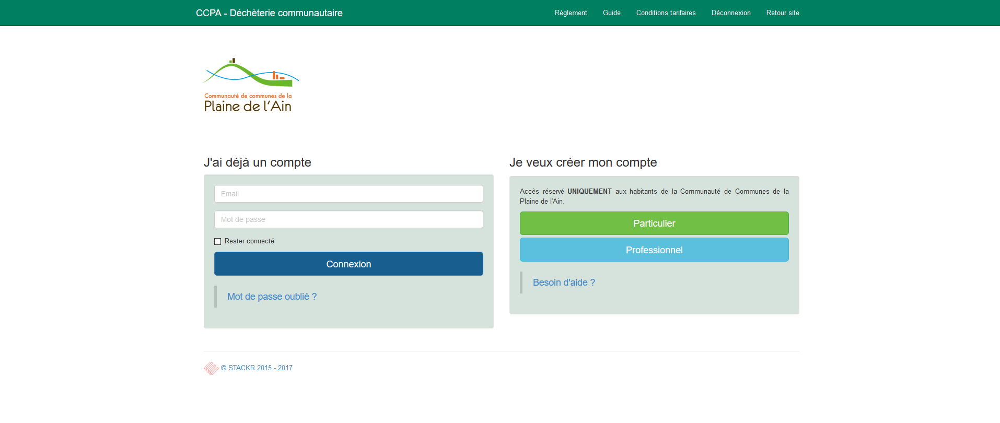 CCPA - Déchèterie communautaire
Règlement
Guide
Conditions tarifaires
Déconnexion
Retour site
Communauté de communes de la
Plaine de l'Ain
J'ai déjà un compte
Email
Mot de passe
Rester connecté
Connexion
Mot de passe oublié ?
Je veux créer mon compte
Accès réservé UNIQUEMENT aux habitants de la Communauté de Communes de la
Plaine de l'Ain.
Particulier
Professionnel
Besoin d'aide ?
© STACKR 2015 - 2017